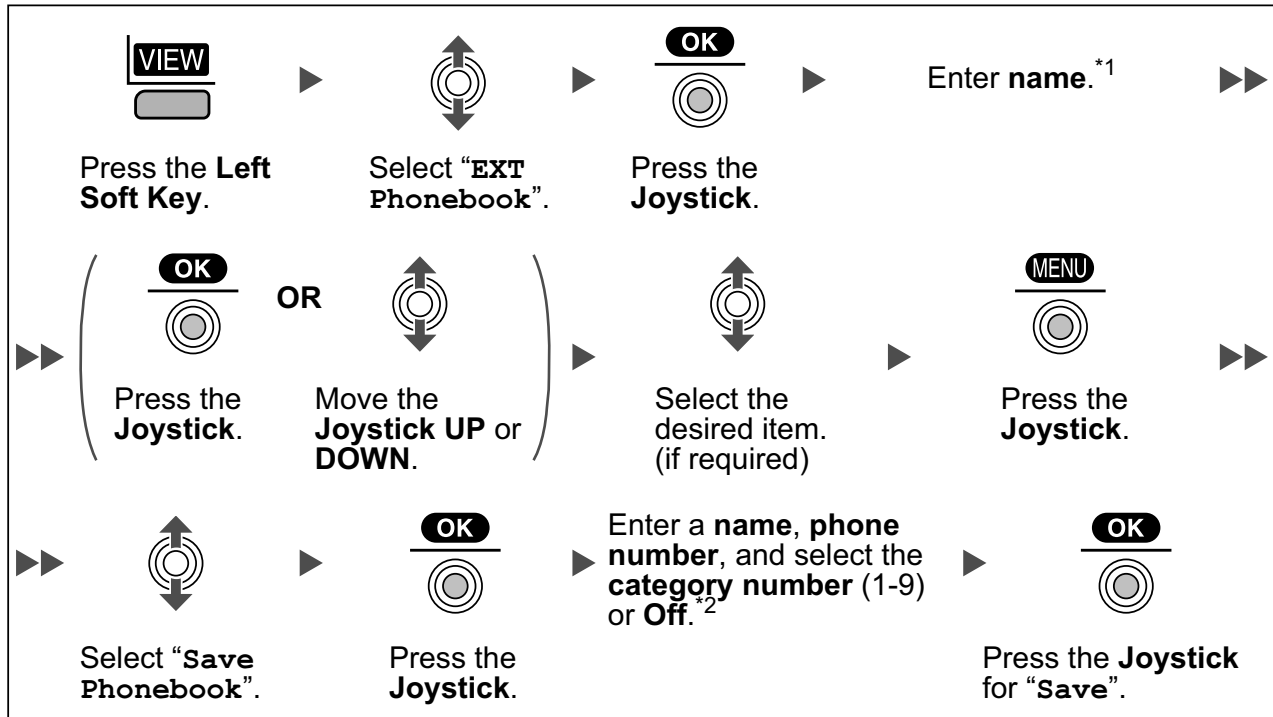 VIEW
OK
Enter name.*1
Press the Left
Soft Key.
Select “EXT
Phonebook”.
Press the
Joystick.
OK
OR
MENU
Press the
Joystick.
Move the
Joystick UP or
DOWN.
Select the
desired item.
(if required)
Press the
Joystick.
OK
Enter a name, phone
number, and select the
category number (1-9)
or Off.*2
OK
Select “Save
Phonebook”.
Press the
Joystick.
Press the Joystick
for “Save”.